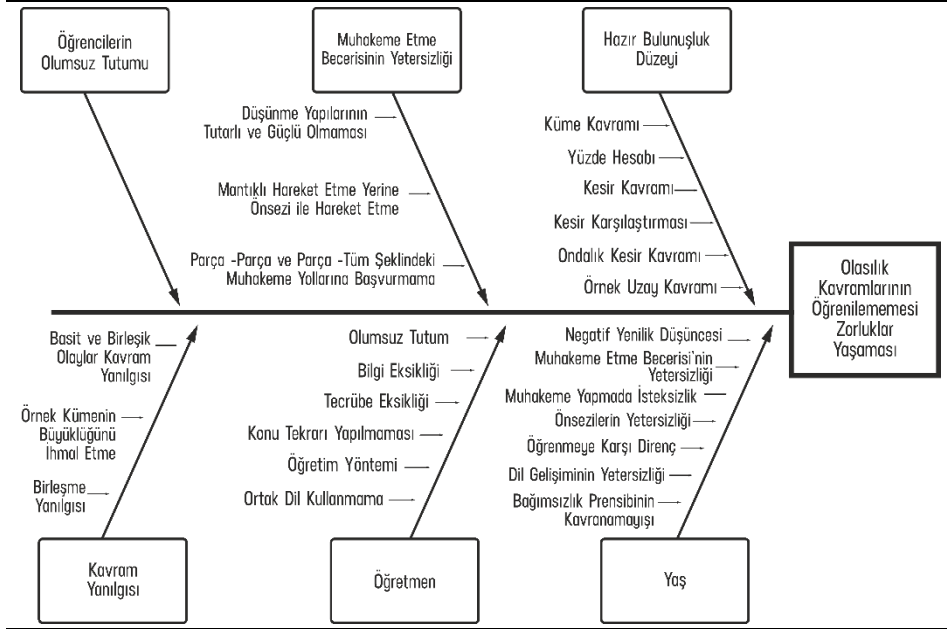 Öğrencilerin
Olumsuz Tutumu
Muhakeme Etme
Becerisinin Yetersizliği
Hazır Bulunuşluk
Düzeyi
Düşünme Yapılarının
Tutarlı ve Güçlü Olmaması
Mantıklı Hareket Etme Yerine
Önsezi ile Hareket Etme
Parça -Parça ve Parça -Tüm Şeklindeki
Muhakeme Yollarına Başvurmama
Küme Kavramı
Yüzde Hesabı
Kesir Kavramı
Kesir Karşılaştırması
Ondalık Kesir Kavramı
Örnek Uzay Kavramı
Olasılık
Kavramlarının
Öğrenilememesi
Zorluklar
Yaşaması
Basit ve Birleşik
Olaylar Kavram
Yanılgısı
Örnek Kümenin
Büyüklüğünü
İhmal Etme
Birleşme
Yanılgısı
Olumsuz Tutum
Bilgi Eksikliği
Tecrübe Eksikliği
Konu Tekrarı Yapılmaması
Öğretim Yöntemi
Ortak Dil Kullanmama
Negatif Yenilik Düşüncesi
Muhakeme Etme Becerisi'nin
Yetersizliği
Muhakeme Yapmada İsteksizlik
Önsezilerin Yetersizliği
Öğrenmeye Karşı Direnç
Dil Gelişiminin Yetersizliği
Bağımsızlık Prensibinin
Kavranamayışı
Kavram
Yanılgısı
Öğretmen
Yaş